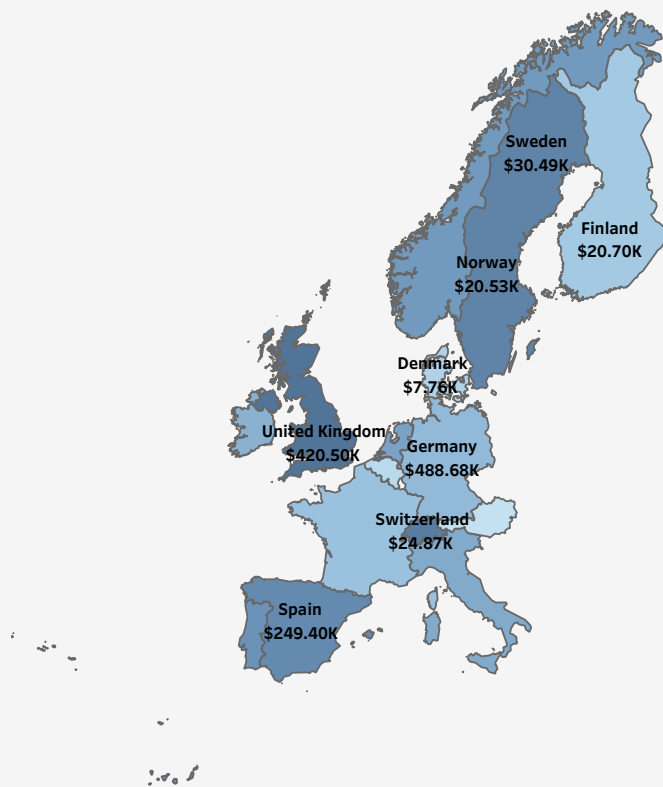 Sweden
$30.49K
Finland
$20.70K
Norway
$20.53K
Denmark
$7.76K
United Kingdom
$420.50K
Germany
$488.68K
Switzerland
$24.87K
Spain
$249.40K